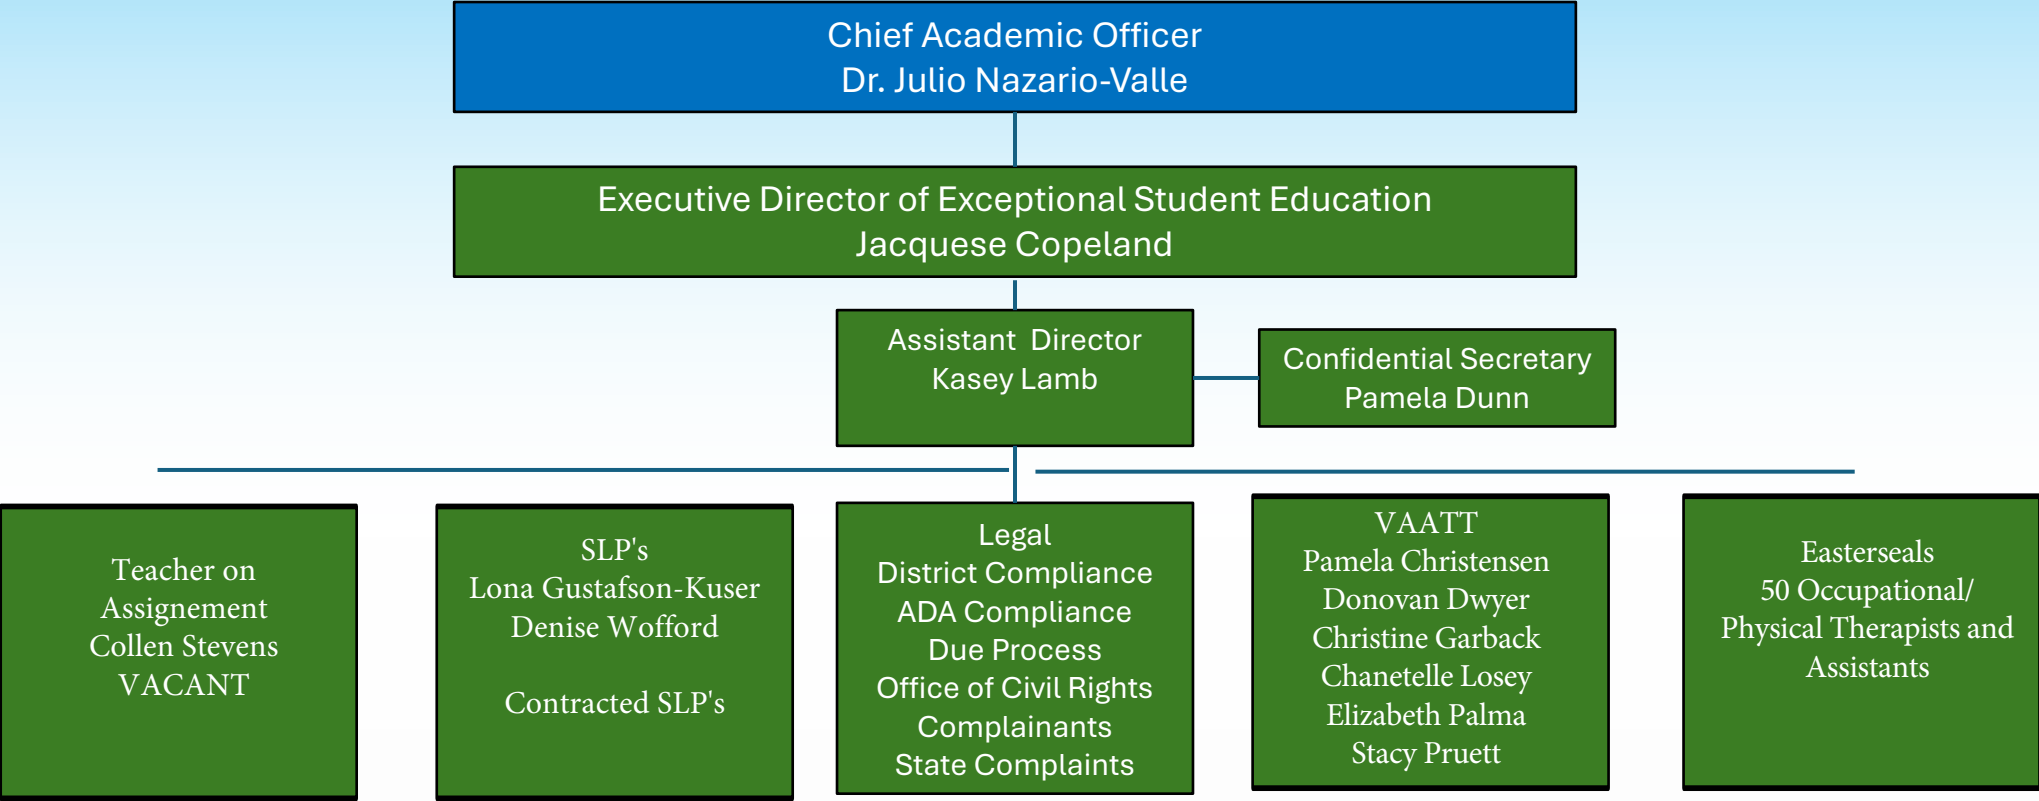 Chief Academic Officer
Dr. Julio Nazario-Valle
Executive Director of Exceptional Student Education
Jacquese Copeland
Assistant  Director
Kasey Lamb
Confidential Secretary
Pamela Dunn
Teacher on
Assignement
Collen Stevens
VACANT
SLP's
Lona Gustafson-Kuser
Denise Wofford
Contracted SLP's
Legal
District Compliance
ADA Compliance
Due Process
Office of Civil Rights
Complainants
State Complaints
VAATT
Pamela Christensen
Donovan Dwyer
Christine Garback
Chanetelle Losey
Elizabeth Palma
Stacy Pruett
Easterseals
50 Occupational/
Physical Therapists and
Assistants